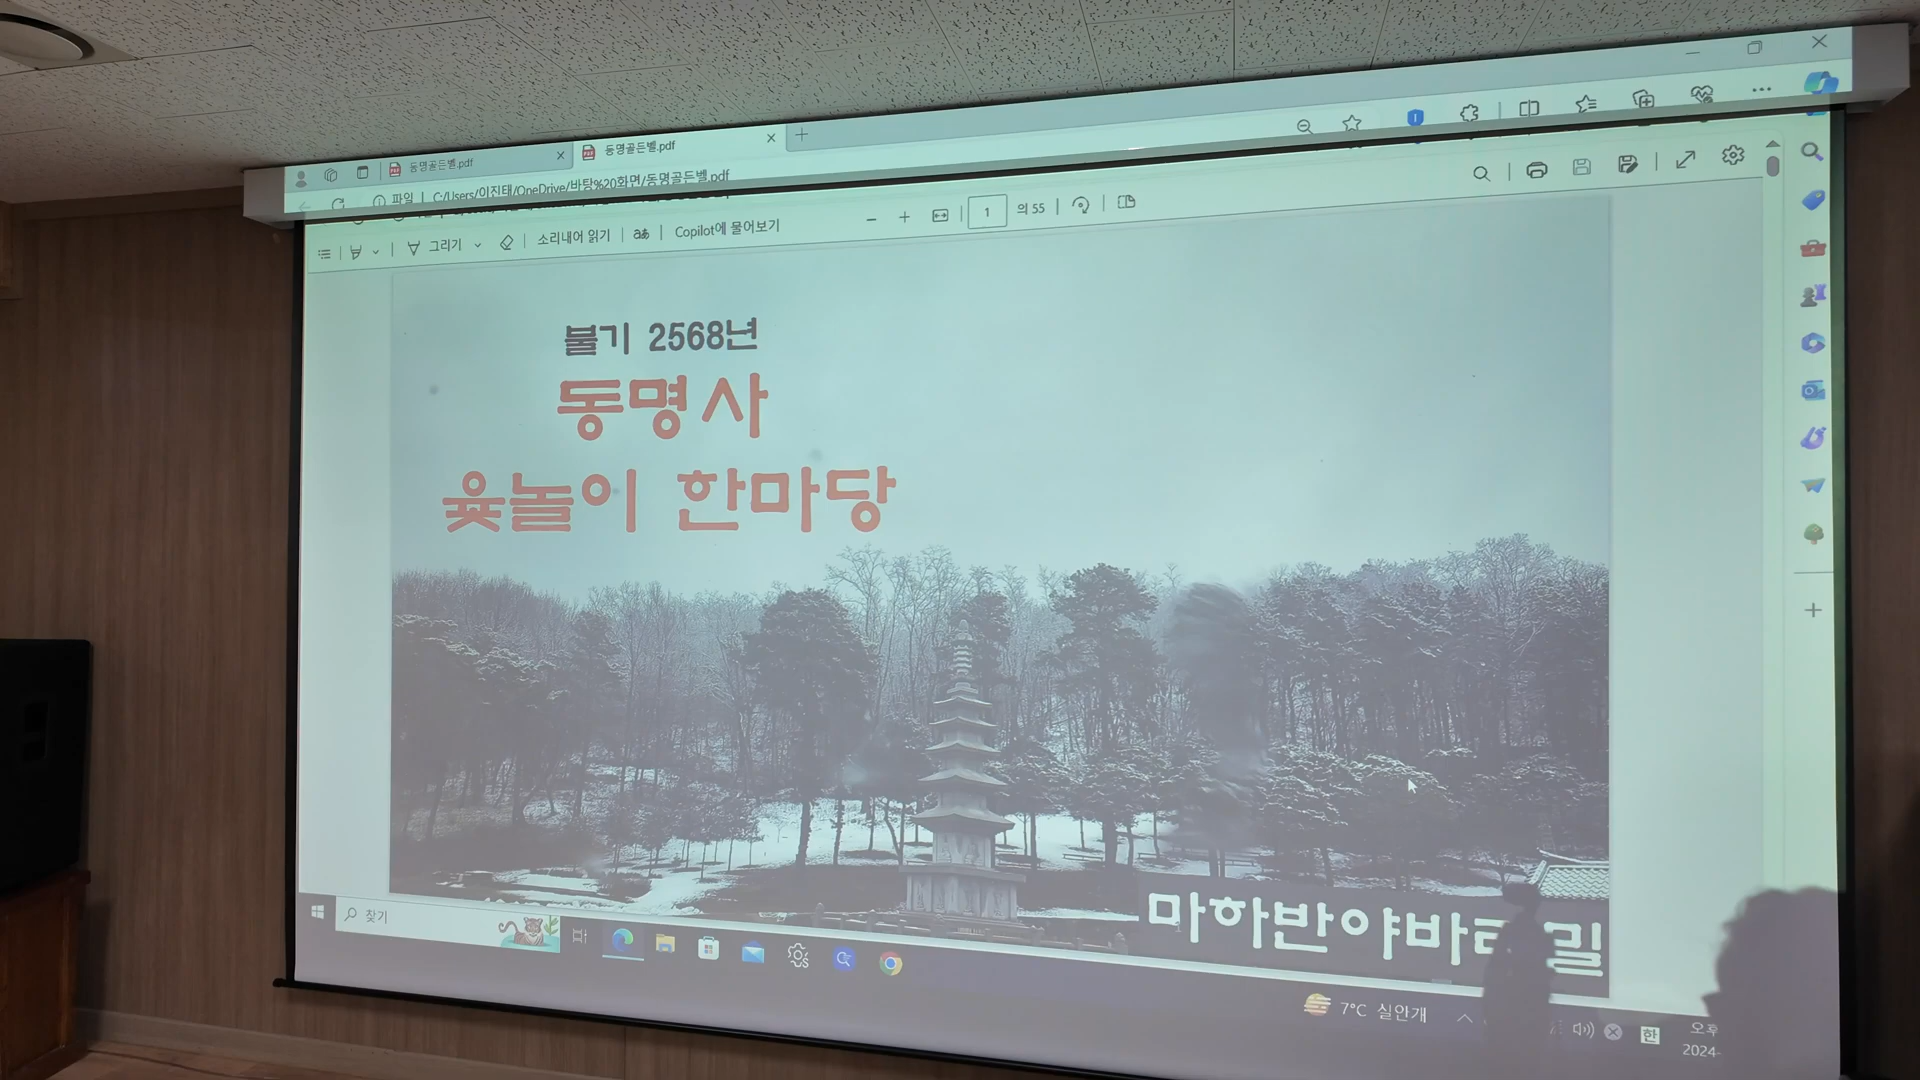 동명골든벨.pdf
동명골든벨.pdf
파일 C:/Users/이진태/OneDrive/바탕%20화면/동명골든벨.pdf
그리기 소리내어 읽기 aあ Copilot에 물어보기 1 의 55
불기 2568년
동명사
윷놀이 한마당
마하반야바라밀
찾기
7°C 실안개
한
오후
2024-